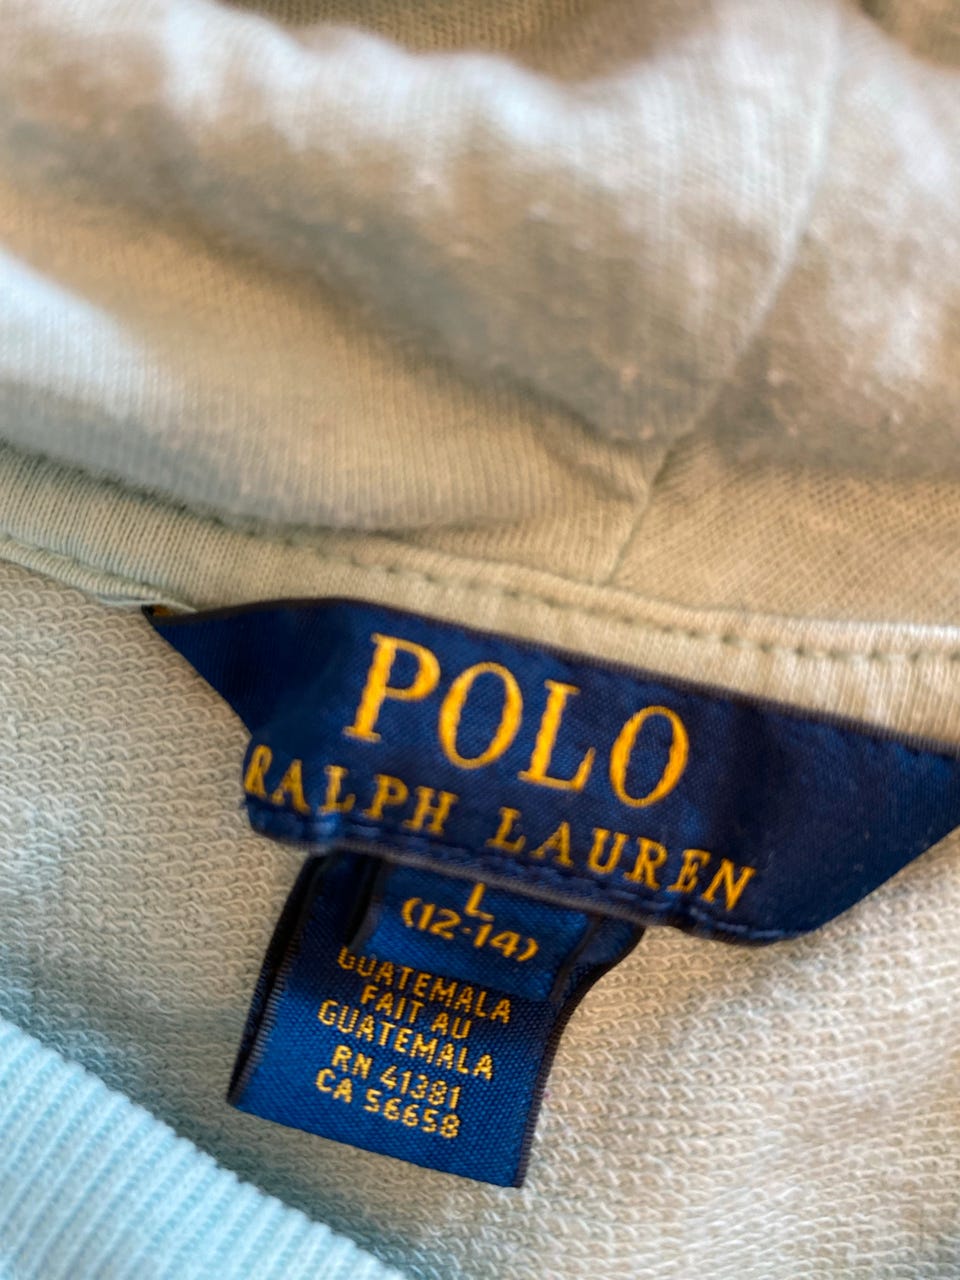 POLO
RALPH LAUREN
L
(12-14)
GUATEMALA
FAIT AU
GUATEMALA
RN 41381
CA 56658